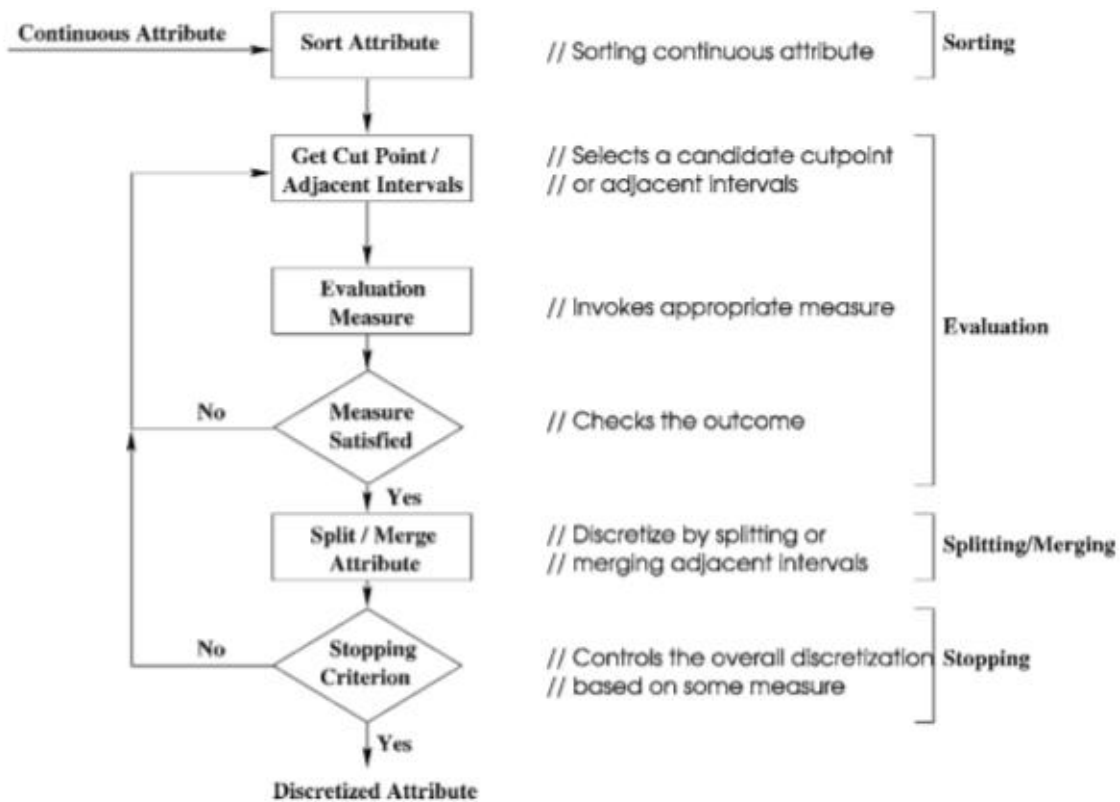 Continuous Attribute
Sort Attribute
// Sorting continuous attribute
Sorting
Get Cut Point /
Adjacent Intervals
// Selects a candidate cutpoint
// or adjacent intervals
Evaluation
Measure
// Invokes appropriate measure
Evaluation
No
Measure
Satisfied
// Checks the outcome
Yes
Split / Merge
Attribute
// Discretize by splitting or
// merging adjacent intervals
Splitting/Merging
No
Stopping
Criterion
// Controls the overall discretization
// based on some measure
Stopping
Yes
Discretized Attribute